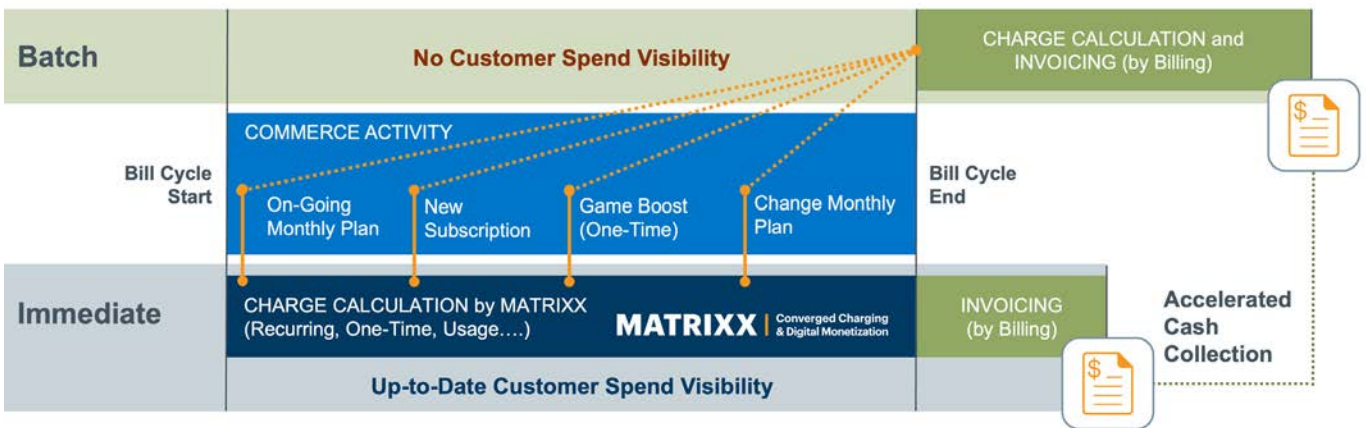 Batch
No Customer Spend Visibility
CHARGE CALCULATION and
INVOICING (by Billing)
$
COMMERCE ACTIVITY
Bill Cycle
Start
On-Going
Monthly Plan
New
Subscription
Game Boost
(One-Time)
Change Monthly
Plan
Bill Cycle
End
Immediate
CHARGE CALCULATION by MATRIXX
(Recurring, One-Time, Usage....)
MATRIXX
Converged Charging
& Digital Monetization
INVOICING
(by Billing)
$
Accelerated
Cash
Collection
Up-to-Date Customer Spend Visibility